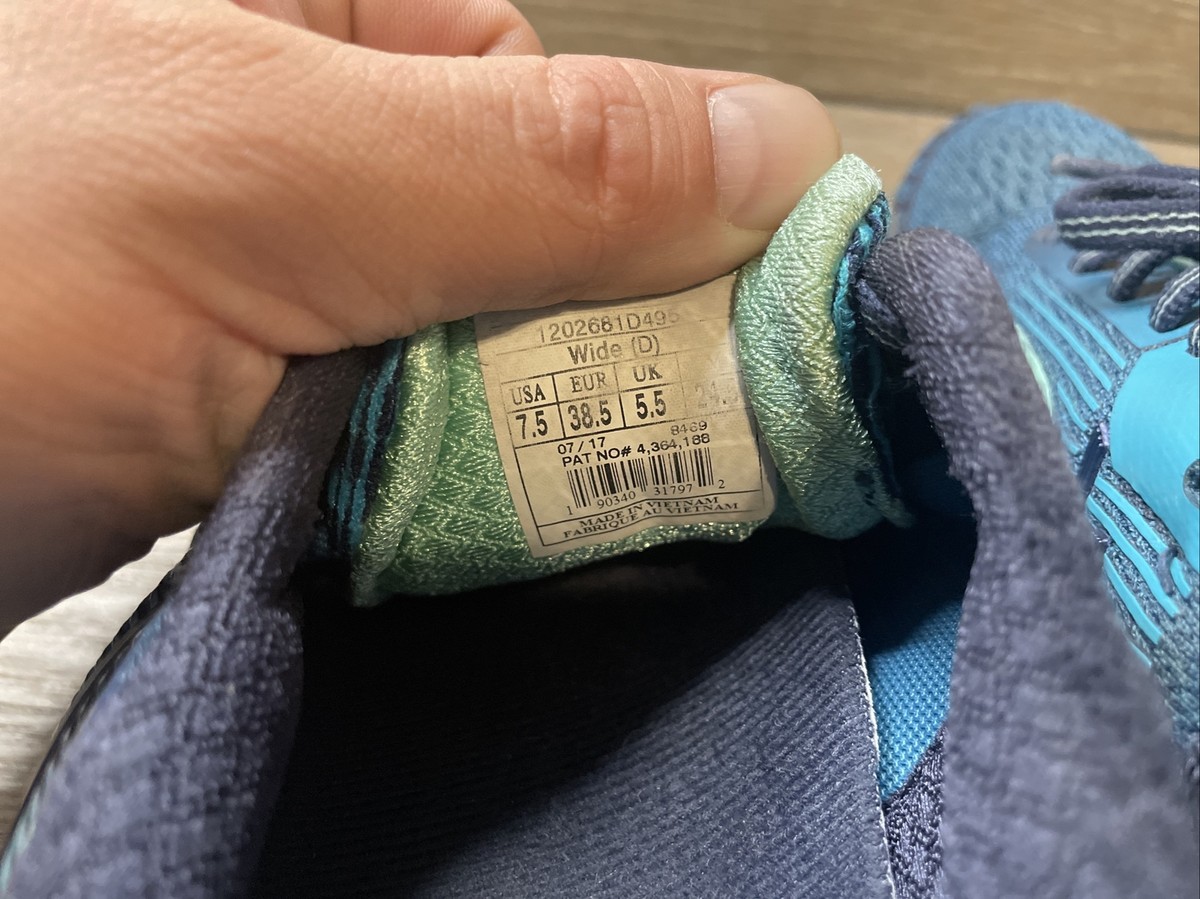 1202681D495
Wide (D)
USA EUR UK
7.5 38.5 5.5
8469
07/17
PAT NO# 4,364,188
1 90340 31797 2
MADE IN VIETNAM
FABRIQUE AU VIETNAM